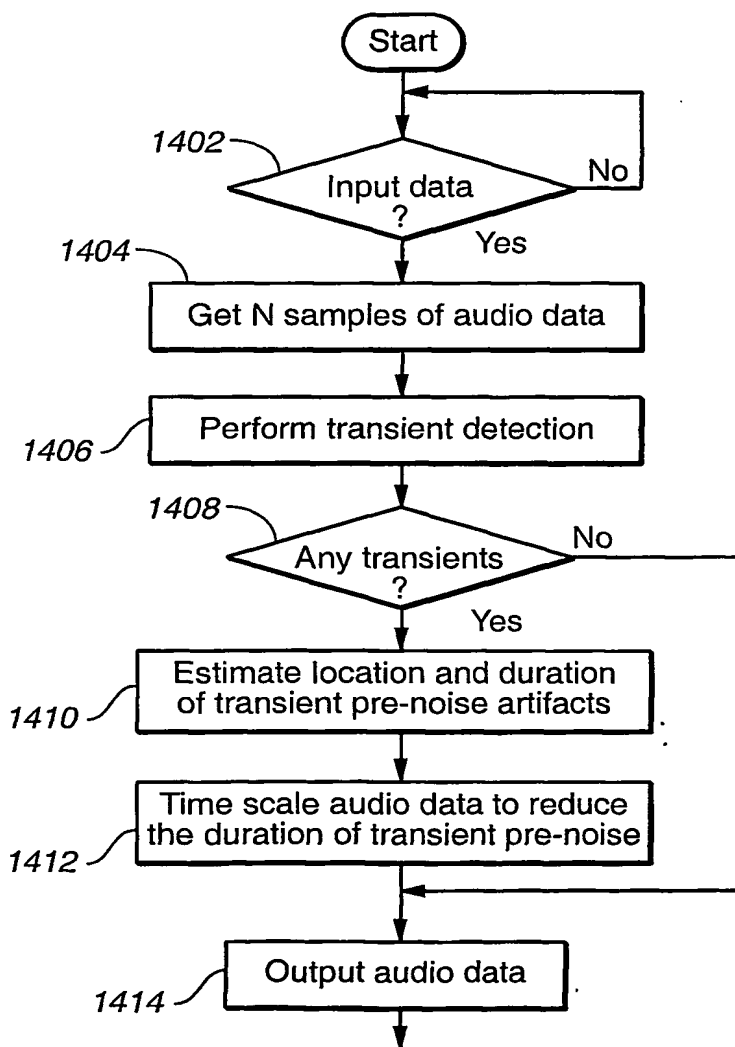 Start
1402
Input data
?
No
Yes
1404
Get N samples of audio data
Perform transient detection
1406
1408
Any transients
?
No
Yes
Estimate location and duration
of transient pre-noise artifacts
1410
Time scale audio data to reduce
the duration of transient pre-noise
1412
Output audio data
1414